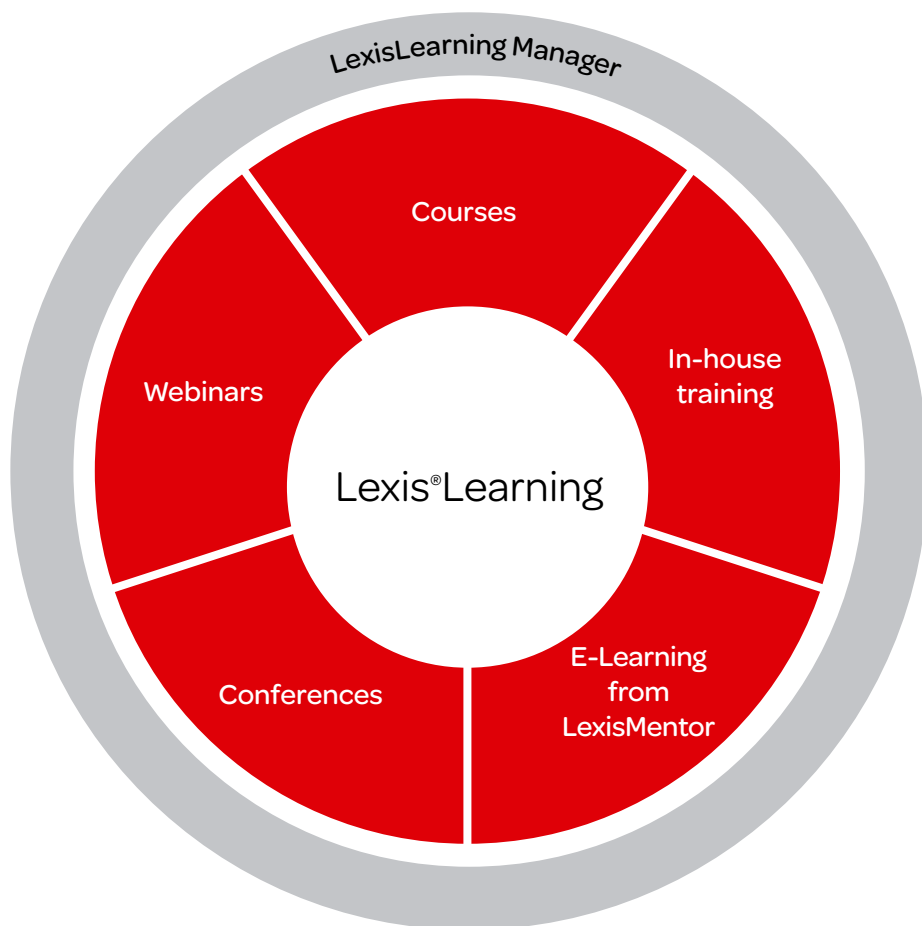 LexisLearning Manager
Courses
In-house
training
Webinars
Lexis®Learning
E-Learning
from
LexisMentor
Conferences